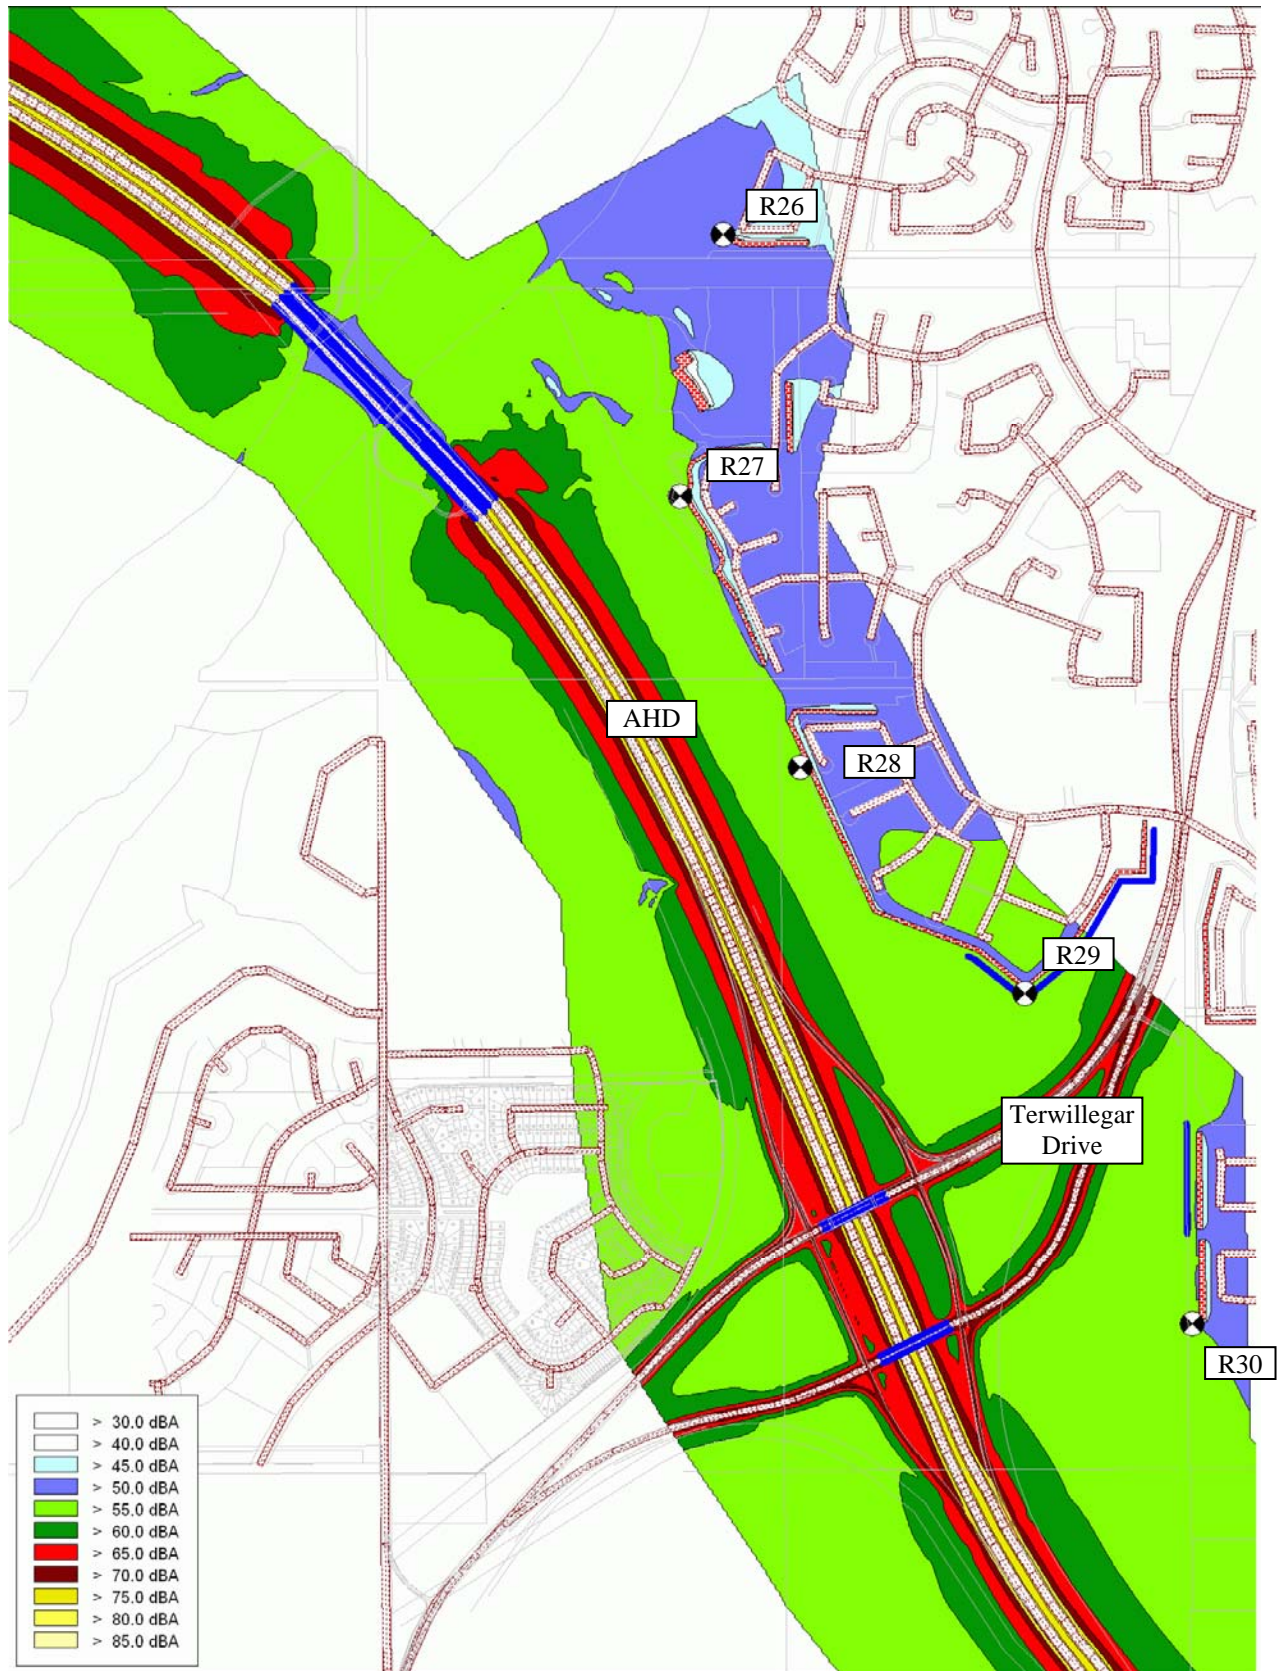 R26
R27
AHD
R28
R29
Terwillegar
Drive
R30
> 30.0 dBA
> 40.0 dBA
> 45.0 dBA
> 50.0 dBA
> 55.0 dBA
> 60.0 dBA
> 65.0 dBA
> 70.0 dBA
> 75.0 dBA
> 80.0 dBA
> 85.0 dBA